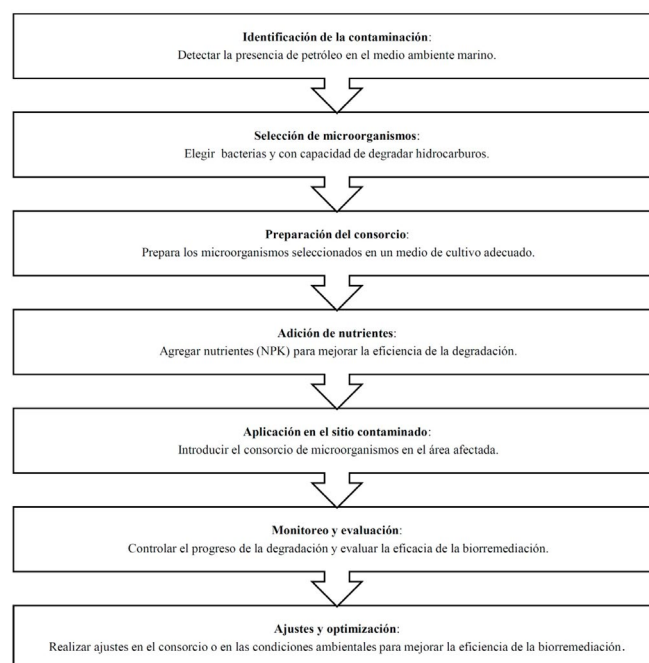 Identificación de la contaminación:
Detectar la presencia de petróleo en el medio ambiente marino.
Selección de microorganismos:
Elegir bacterias y con capacidad de degradar hidrocarburos.
Preparación del consorcio:
Prepara los microorganismos seleccionados en un medio de cultivo adecuado.
Adición de nutrientes:
Agregar nutrientes (NPK) para mejorar la eficiencia de la degradación.
Aplicación en el sitio contaminado:
Introducir el consorcio de microorganismos en el área afectada.
Monitoreo y evaluación:
Controlar el progreso de la degradación y evaluar la eficacia de la biorremediación.
Ajustes y optimización:
Realizar ajustes en el consorcio o en las condiciones ambientales para mejorar la eficiencia de la biorremediación.